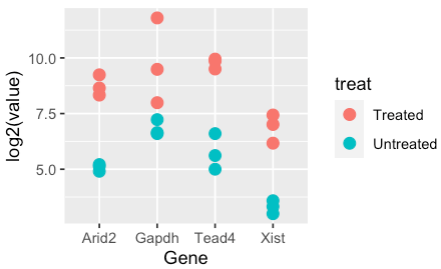 log2(value)
10.0
7.5
5.0
Arid2 Gapdh Tead4 Xist
Gene
treat
Treated
Untreated